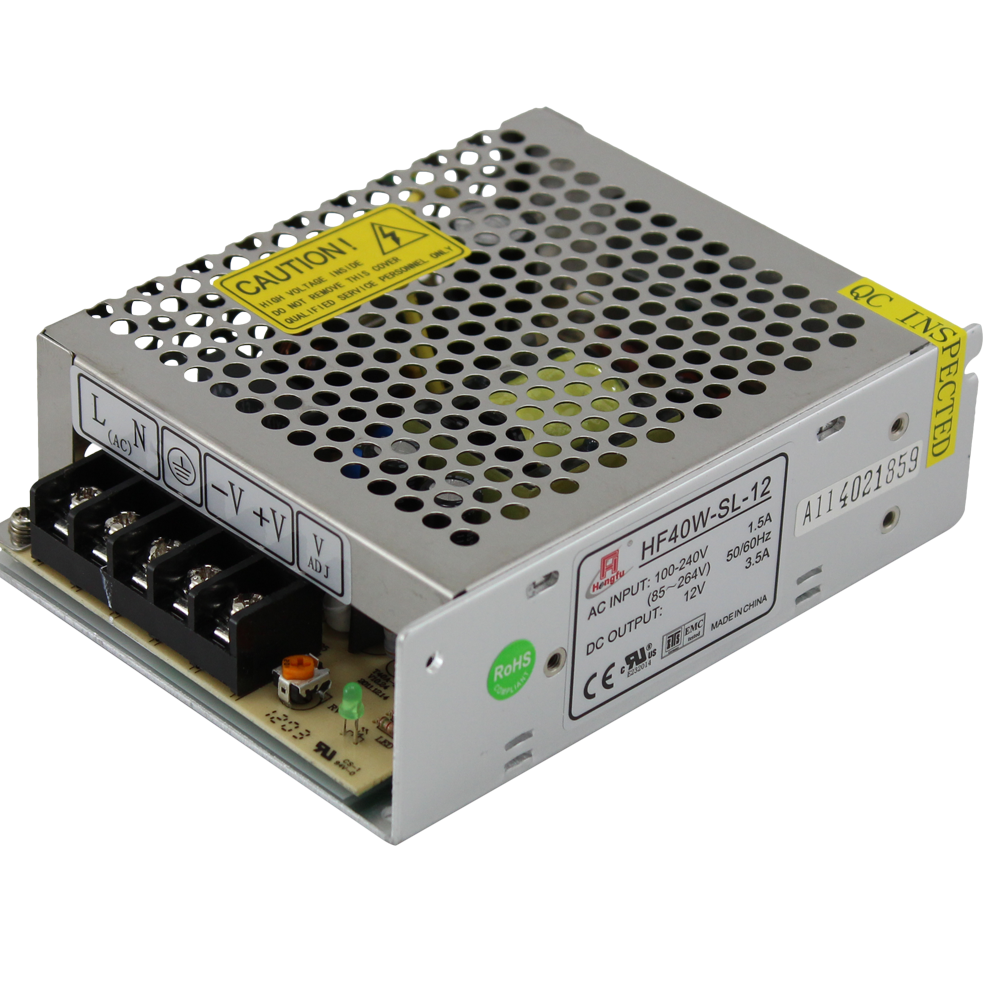 CAUTION!
HIGH VOLTAGE INSIDE
DO NOT REMOVE THIS COVER
QUALIFIED SERVICE PERSONNEL ONLY
QC INSPECTED
L N
(AC)
-V +V
V
ADJ
Hengfu
HF40W-SL-12
AC INPUT: 100-240V 1.5A
(85~264V) 50/60Hz
DC OUTPUT: 12V 3.5A
CE
c UL us
E232014
EMC
MADE IN CHINA
A114021859
RoHS
COMPLIANT
1203